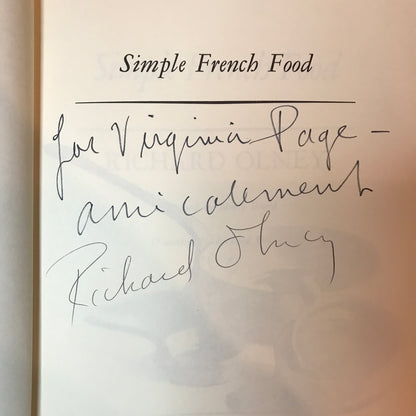 Simple French Food
for Virginia Page –
amicalement
Richard Olney